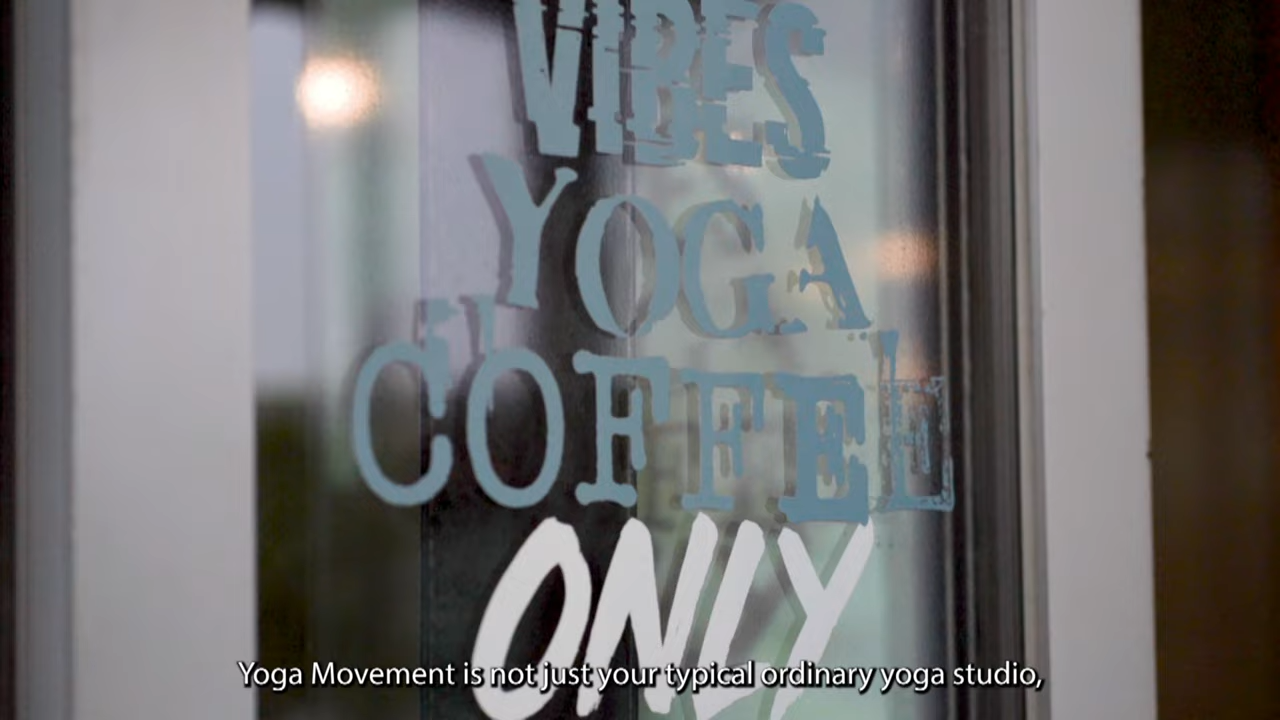 VIBES
YOGA
COFFEE
ONLY
Yoga Movement is not just your typical ordinary yoga studio,